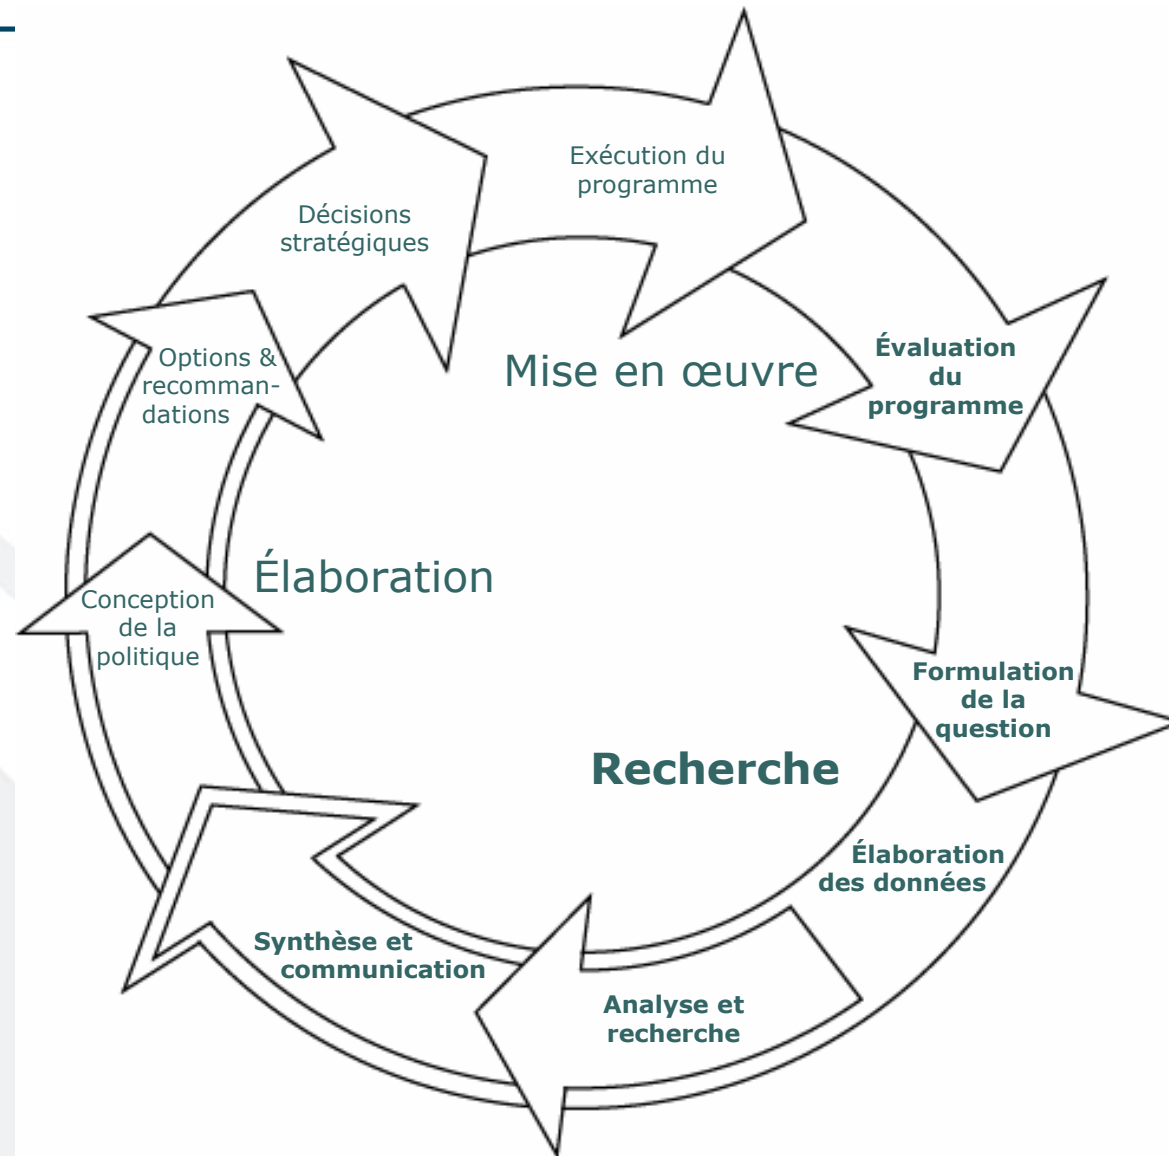 Exécution du
programme
Décisions
stratégiques
Évaluation
du
programme
Options &
recomman-
dations
Mise en œuvre
Élaboration
Conception
de la
politique
Formulation
de la
question
Recherche
Élaboration
des données
Synthèse et
communication
Analyse et
recherche